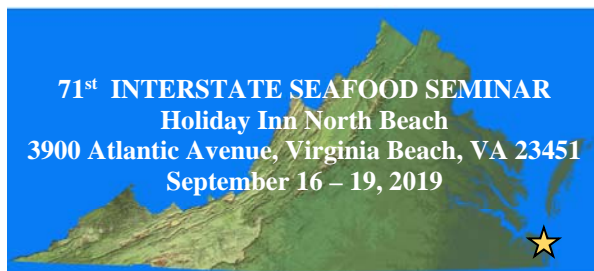 71st INTERSTATE SEAFOOD SEMINAR
Holiday Inn North Beach
3900 Atlantic Avenue, Virginia Beach, VA 23451
September 16 – 19, 2019